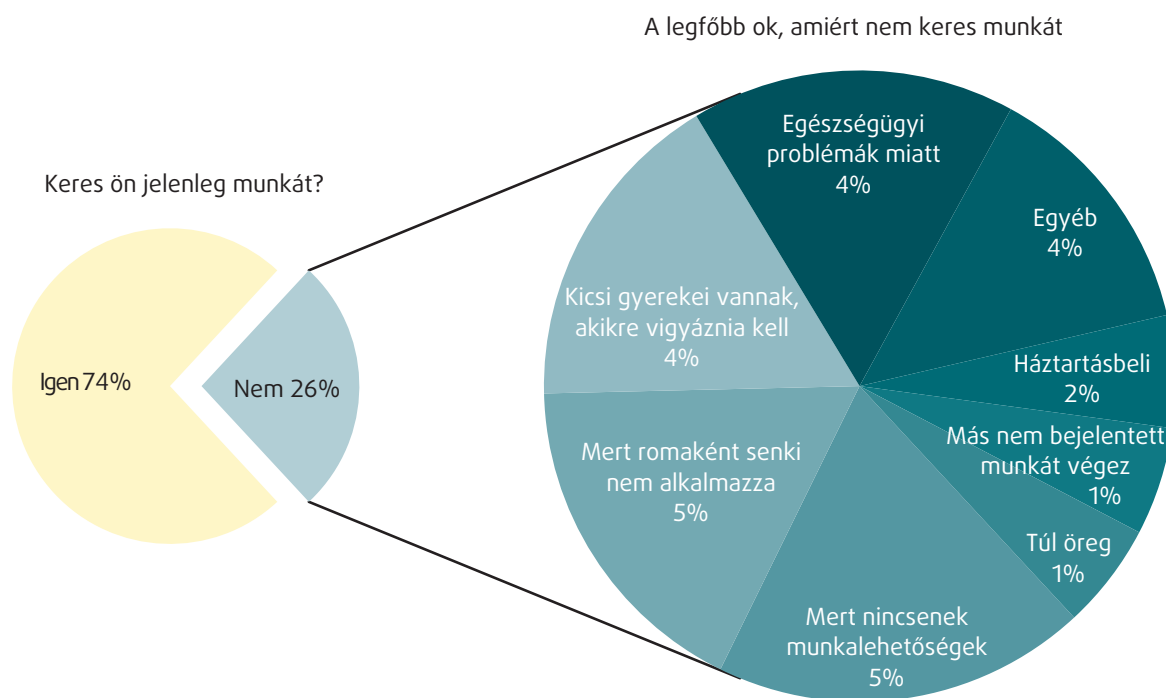 A legfőbb ok, amiért nem keres munkát
Keres ön jelenleg munkát?
Igen 74%
Nem 26%
Egészségügyi
problémák miatt
4%
Egyéb
4%
Háztartásbeli
2%
Más nem bejelentett
munkát végez
1%
Túl öreg
1%
Mert nincsenek
munkalehetőségek
5%
Mert romaként senki
nem alkalmazza
5%
Kicsi gyerekei vannak,
akikre vigyáznia kell
4%